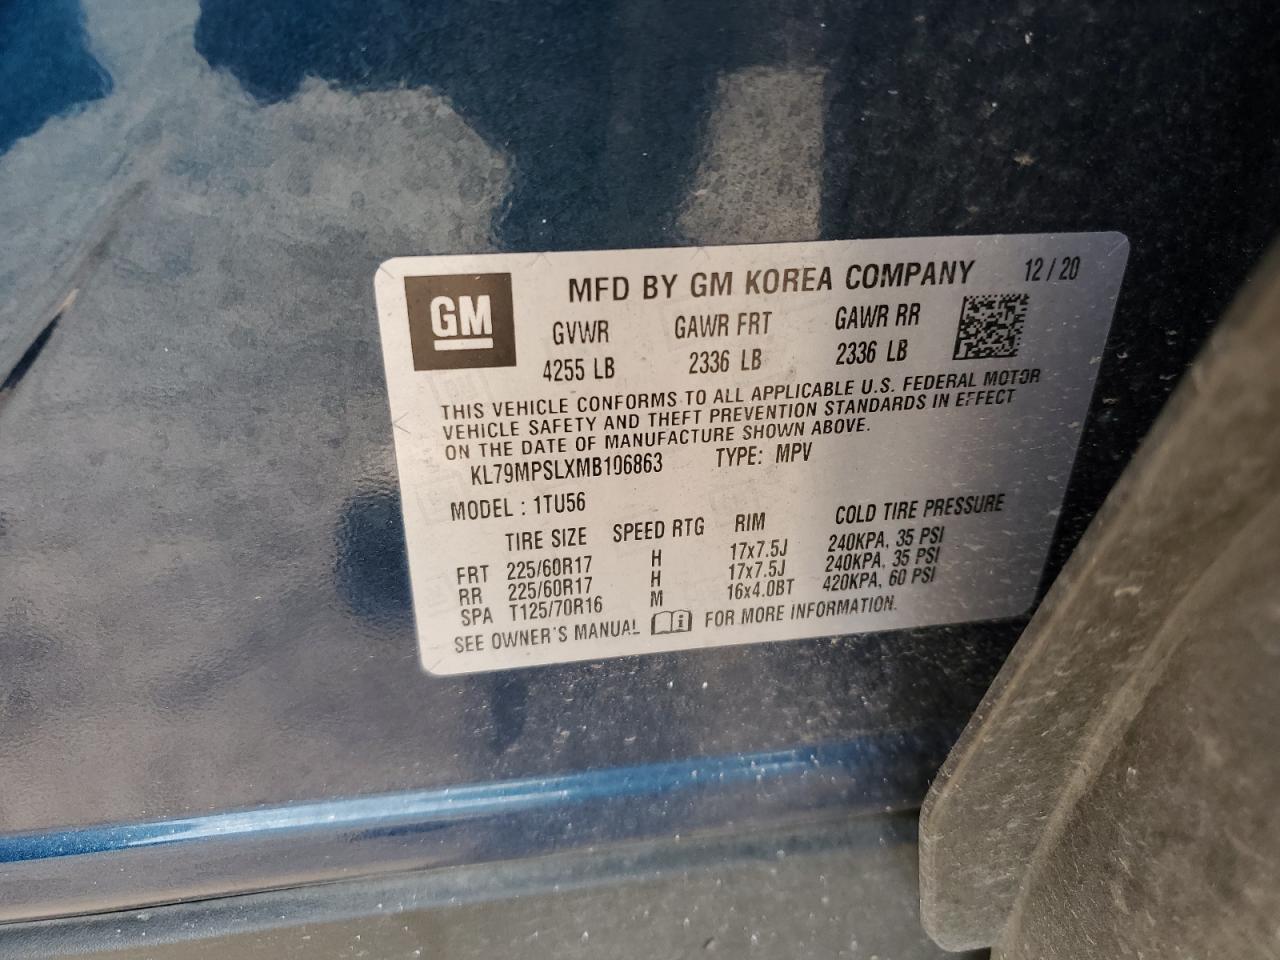 GM
MFD BY GM KOREA COMPANY 12/20
GVWR GAWR FRT GAWR RR
4255 LB 2336 LB 2336 LB
THIS VEHICLE CONFORMS TO ALL APPLICABLE U.S. FEDERAL MOTOR
VEHICLE SAFETY AND THEFT PREVENTION STANDARDS IN EFFECT
ON THE DATE OF MANUFACTURE SHOWN ABOVE.
KL79MPSLXMB106863 TYPE: MPV
MODEL : 1TU56
TIRE SIZE SPEED RTG RIM COLD TIRE PRESSURE
FRT 225/60R17 H 17x7.5J 240KPA, 35 PSI
RR 225/60R17 H 17x7.5J 240KPA, 35 PSI
SPA T125/70R16 M 16x4.0BT 420KPA, 60 PSI
SEE OWNER'S MANUAL i FOR MORE INFORMATION.